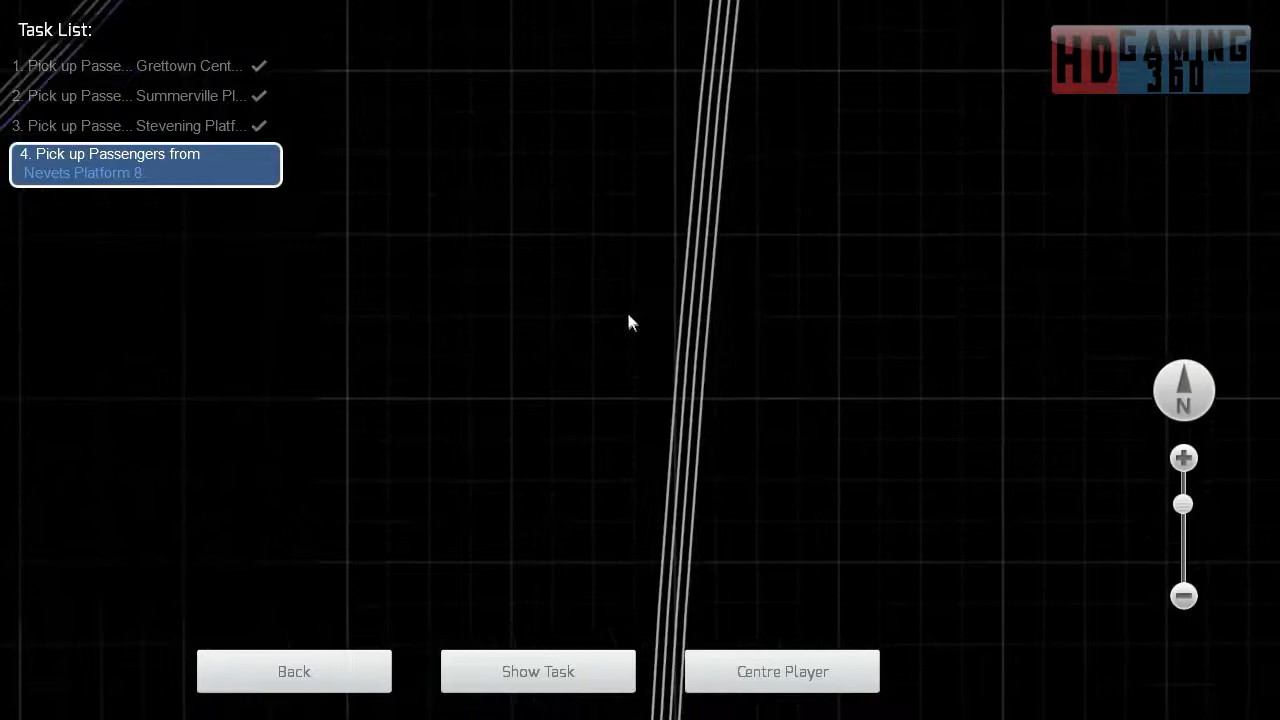 Task List:
1. Pick up Passe... Grettown Cent...
2. Pick up Passe... Summerville Pl...
3. Pick up Passe... Stevening Platf...
4. Pick up Passengers from
Nevets Platform 8
HD GAMING
360
N
Back
Show Task
Centre Player